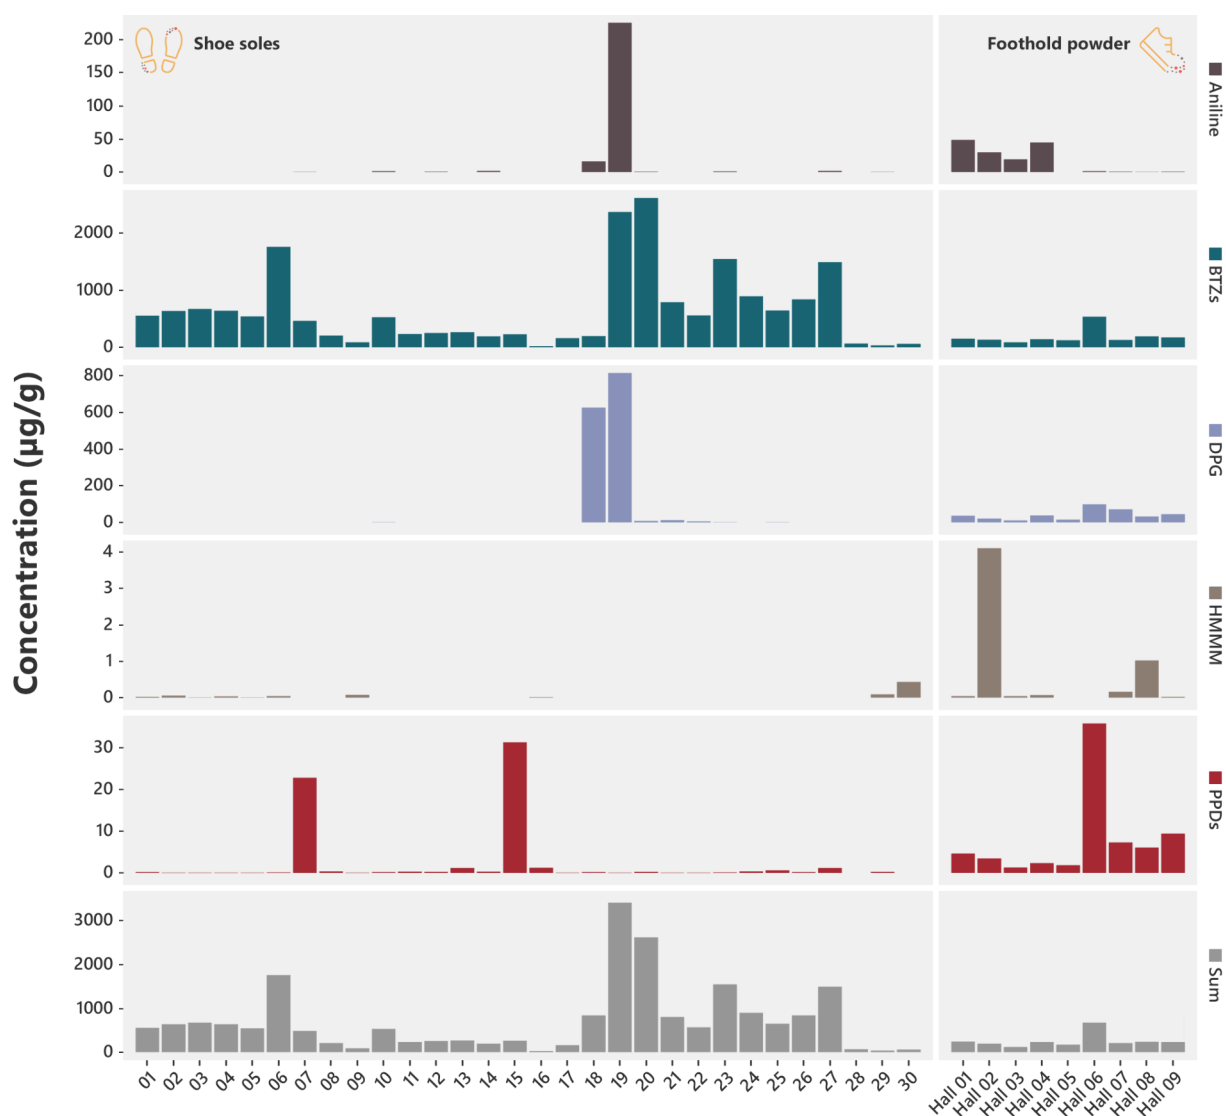 Shoe soles
Foothold powder
Concentration (µg/g)
200
150
100
50
0
Aniline
2000
1000
0
BTZs
800
600
400
200
0
DPG
4
3
2
1
0
HMMM
30
20
10
0
PPDs
3000
2000
1000
0
Sum
01 02 03 04 05 06 07 08 09 10 11 12 13 14 15 16 17 18 19 20 21 22 23 24 25 26 27 28 29 30
Hall 01 Hall 02 Hall 03 Hall 04 Hall 05 Hall 06 Hall 07 Hall 08 Hall 09